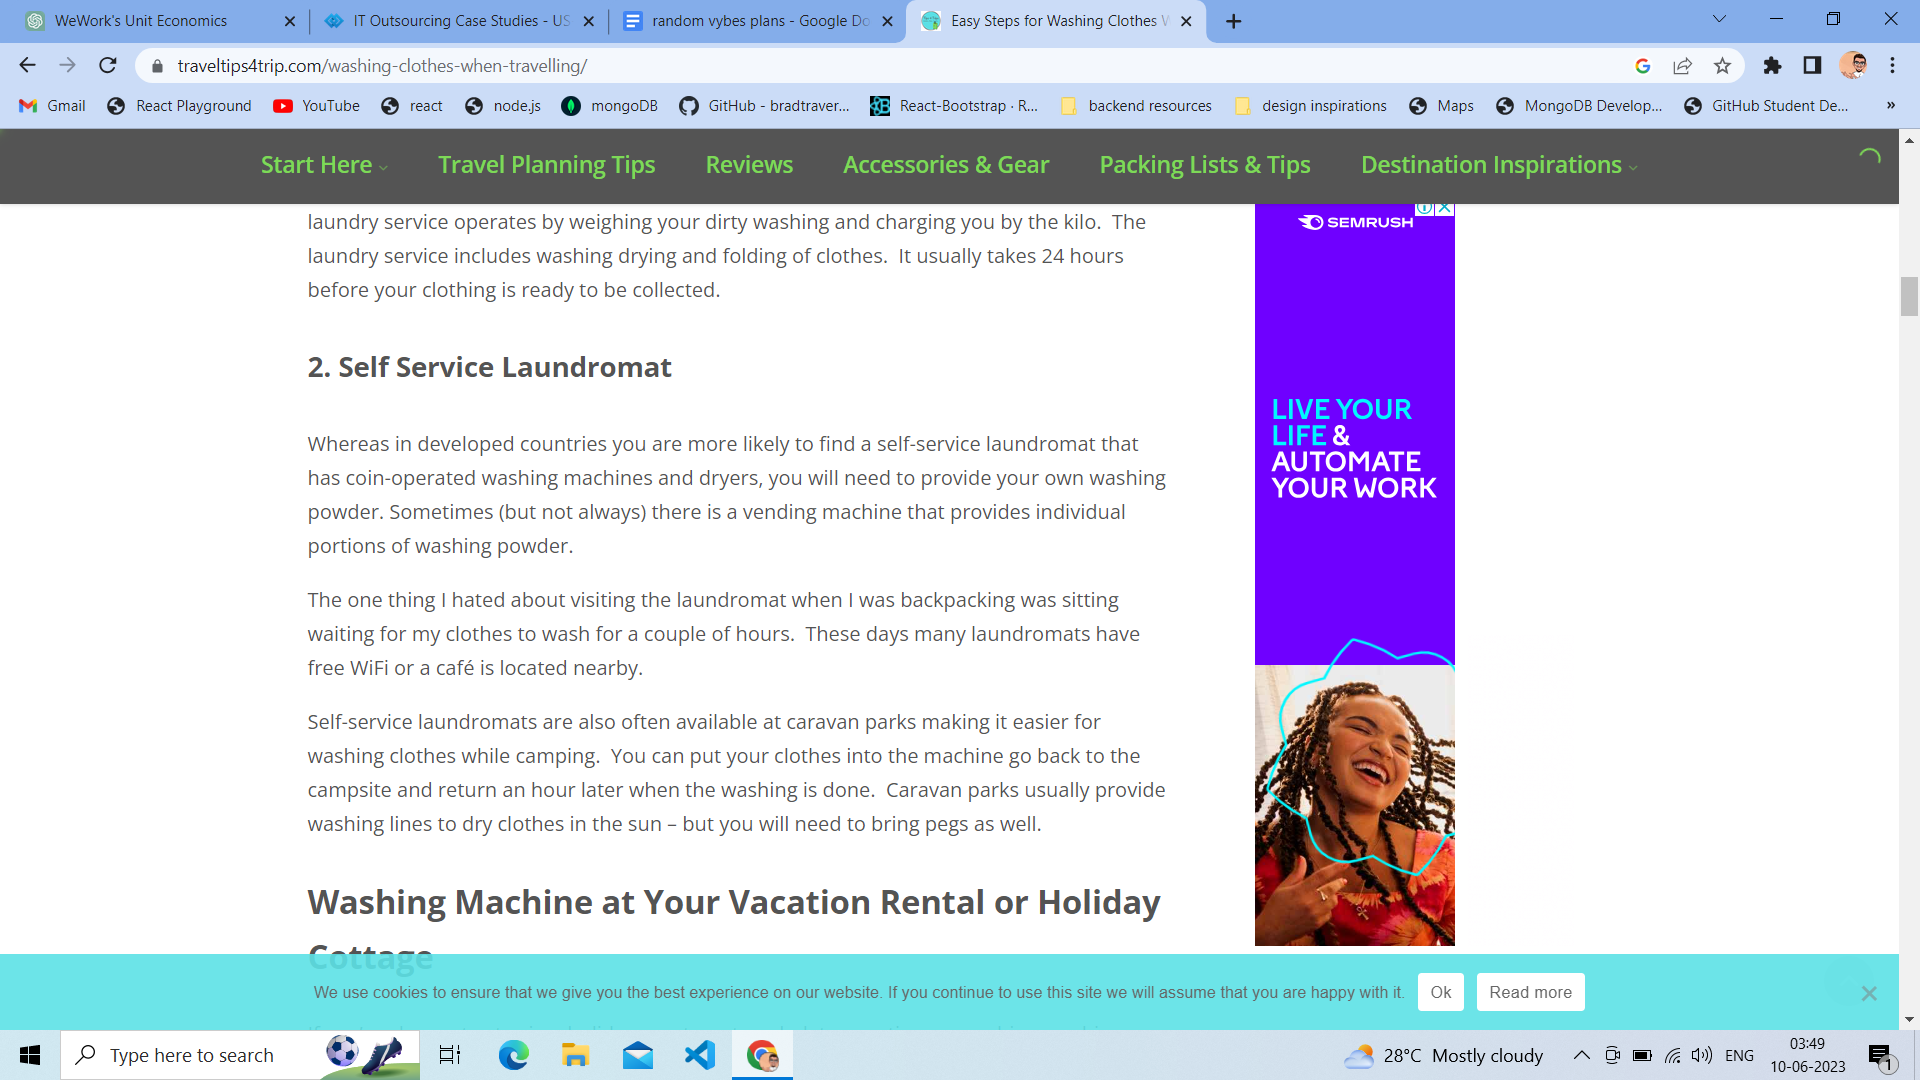 WeWork's Unit Economics
IT Outsourcing Case Studies - US
random vybes plans - Google Do
Easy Steps for Washing Clothes W
traveltips4trip.com/washing-clothes-when-travelling/
Gmail
React Playground
YouTube
react
node.js
mongoDB
GitHub - bradtraver...
React-Bootstrap · R...
backend resources
design inspirations
Maps
MongoDB Develop...
GitHub Student De...
»
Start Here
Travel Planning Tips
Reviews
Accessories & Gear
Packing Lists & Tips
Destination Inspirations
laundry service operates by weighing your dirty washing and charging you by the kilo. The
laundry service includes washing drying and folding of clothes. It usually takes 24 hours
before your clothing is ready to be collected.
2. Self Service Laundromat
Whereas in developed countries you are more likely to find a self-service laundromat that
has coin-operated washing machines and dryers, you will need to provide your own washing
powder. Sometimes (but not always) there is a vending machine that provides individual
portions of washing powder.
The one thing I hated about visiting the laundromat when I was backpacking was sitting
waiting for my clothes to wash for a couple of hours. These days many laundromats have
free WiFi or a café is located nearby.
Self-service laundromats are also often available at caravan parks making it easier for
washing clothes while camping. You can put your clothes into the machine go back to the
campsite and return an hour later when the washing is done. Caravan parks usually provide
washing lines to dry clothes in the sun – but you will need to bring pegs as well.
Washing Machine at Your Vacation Rental or Holiday
Cottage
SEMRUSH
LIVE YOUR
LIFE &
AUTOMATE
YOUR WORK
We use cookies to ensure that we give you the best experience on our website. If you continue to use this site we will assume that you are happy with it.
Ok
Read more
Type here to search
28°C Mostly cloudy
ENG
03:49
10-06-2023
1